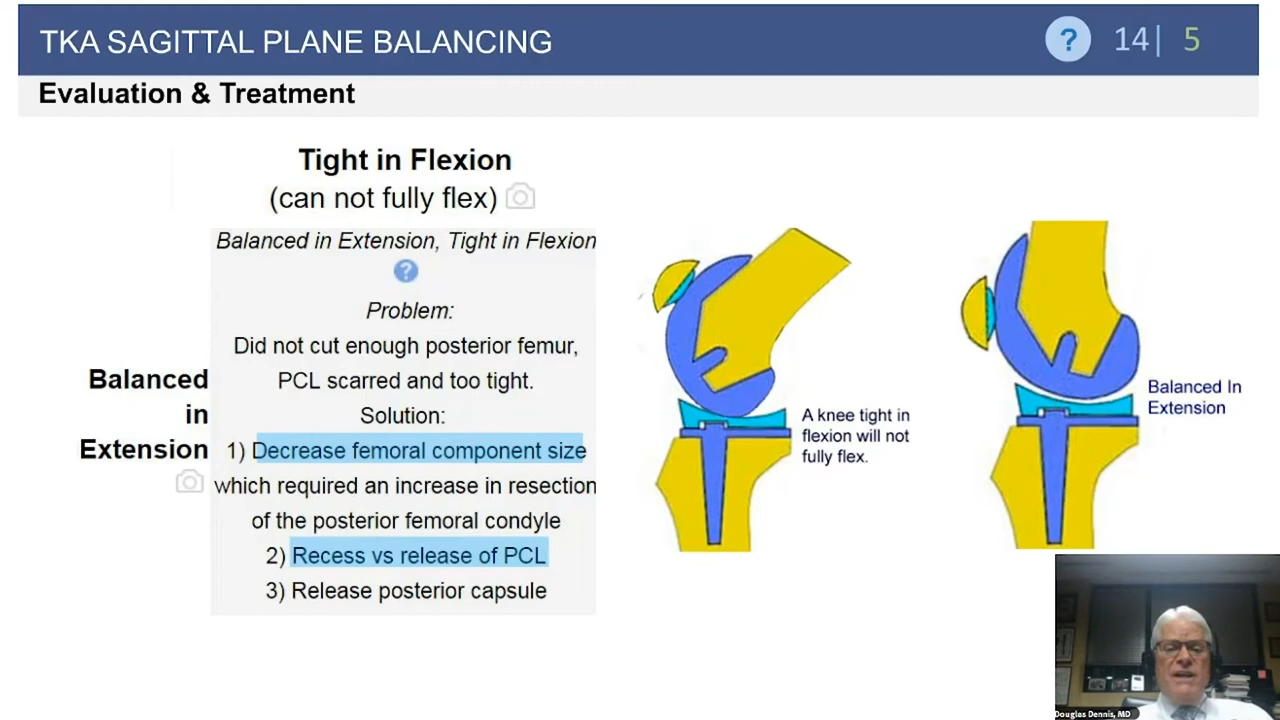 TKA SAGITTAL PLANE BALANCING
? 14| 5
Evaluation & Treatment
Tight in Flexion
(can not fully flex)
Balanced in Extension, Tight in Flexion
?
Problem:
Did not cut enough posterior femur,
PCL scarred and too tight.
Solution:
1) Decrease femoral component size
which required an increase in resection
of the posterior femoral condyle
2) Recess vs release of PCL
3) Release posterior capsule
Balanced
in
Extension
A knee tight in
flexion will not
fully flex.
Balanced In
Extension
Douglas Dennis, MD